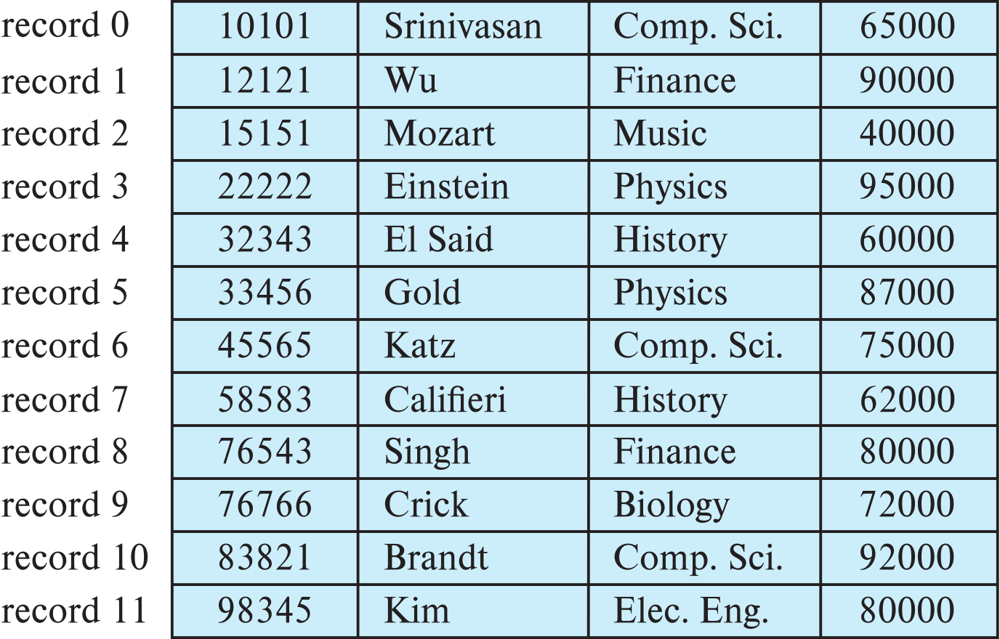 record 0 10101 Srinivasan Comp. Sci. 65000
record 1 12121 Wu Finance 90000
record 2 15151 Mozart Music 40000
record 3 22222 Einstein Physics 95000
record 4 32343 El Said History 60000
record 5 33456 Gold Physics 87000
record 6 45565 Katz Comp. Sci. 75000
record 7 58583 Califieri History 62000
record 8 76543 Singh Finance 80000
record 9 76766 Crick Biology 72000
record 10 83821 Brandt Comp. Sci. 92000
record 11 98345 Kim Elec. Eng. 80000